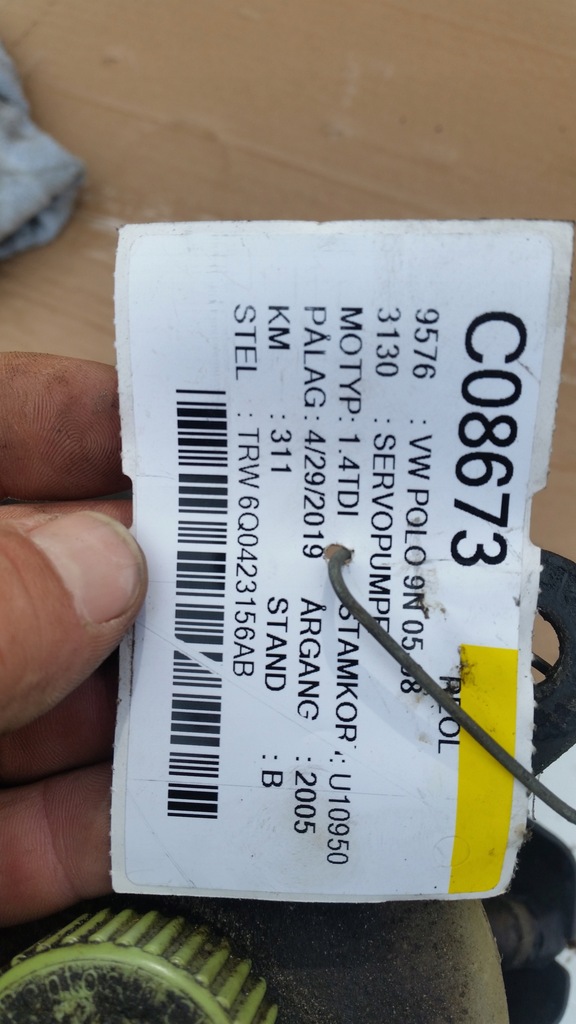 C08673
9576 : VW POLO 9N 05
3130 : SERVOPUMPE
MOTYP: 1.4TDI STAMKOR.: U10950
PÅLAG: 4/29/2019 ÅRGANG : 2005
KM : 311 STAND : B
STEL : TRW 6Q0423156AB